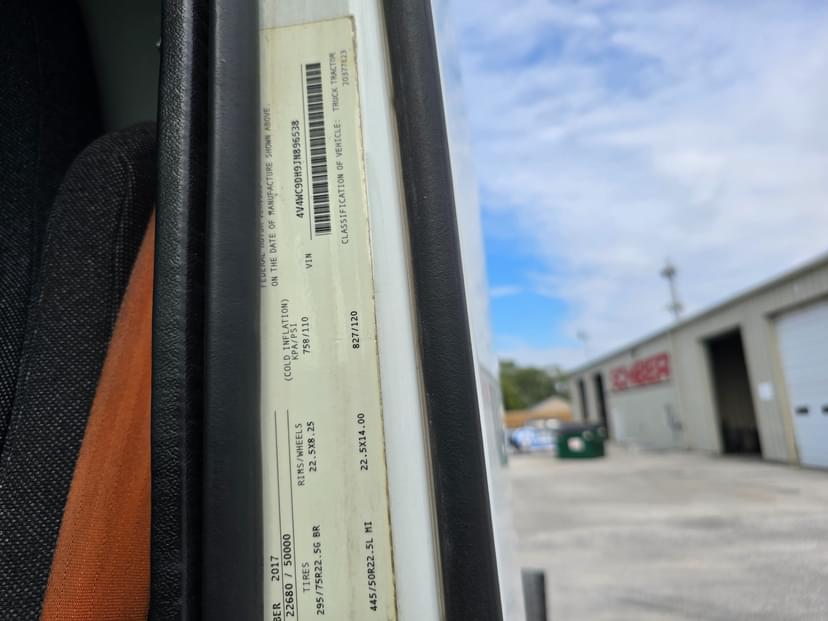 BER 2017
22680 / 50000
TIRES RIMS/WHEELS (COLD INFLATION)
KPA/PSI
295/75R22.5G BR 22.5X8.25 758/110
445/50R22.5L MI 22.5X14.00 827/120
ON THE DATE OF MANUFACTURE SHOWN ABOVE
VIN 4V4WC9DH9JN896538
CLASSIFICATION OF VEHICLE: TRUCK TRACTOR
20377623